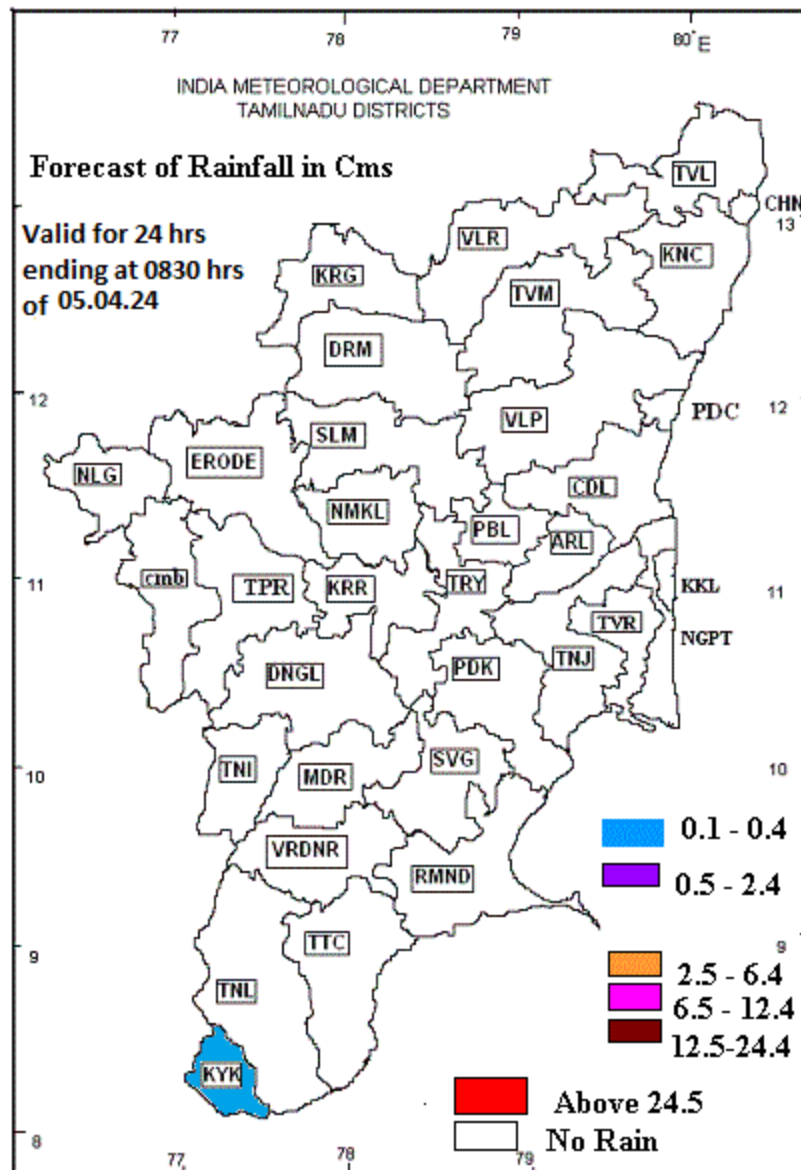 77 78 79 80° E
INDIA METEOROLOGICAL DEPARTMENT
TAMILNADU DISTRICTS
Forecast of Rainfall in Cms
TVL
CHN
13
Valid for 24 hrs
ending at 0830 hrs
of 05.04.24
VLR
KNC
KRG
TVM
DRM
12
PDC 12
VLP
SLM
ERODE
NLG
CDL
NMKL
PBL
ARL
11
cmb
TPR
KRR
TRY
KKL
11
TVR
NGPT
TNJ
DNGL
PDK
10
TNI
MDR
SVG
10
0.1 - 0.4
VRDNR
RMND
0.5 - 2.4
9
TTC
9
2.5 - 6.4
TNL
6.5 - 12.4
12.5-24.4
KYK
Above 24.5
8
No Rain
77 78 79